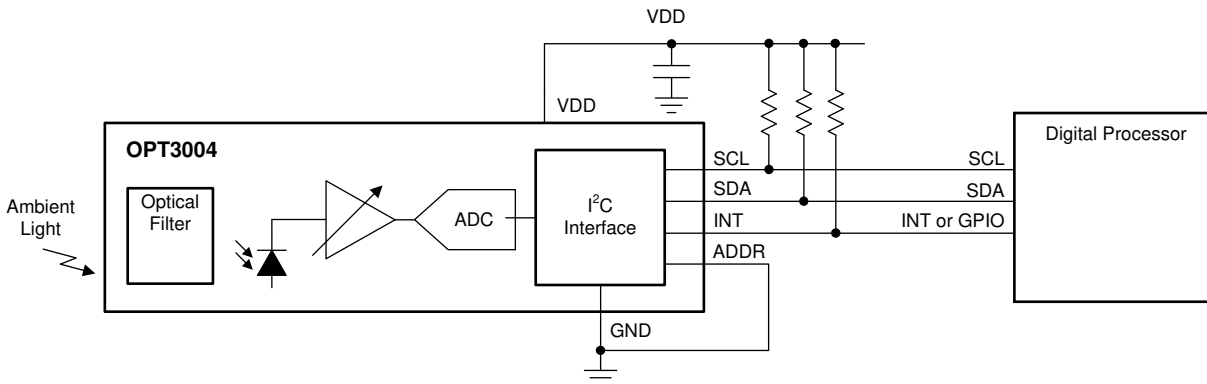 VDD
VDD
OPT3004
Optical
Filter
Ambient
Light
ADC
I²C
Interface
SCL
SDA
INT
ADDR
GND
Digital Processor
SCL
SDA
INT or GPIO